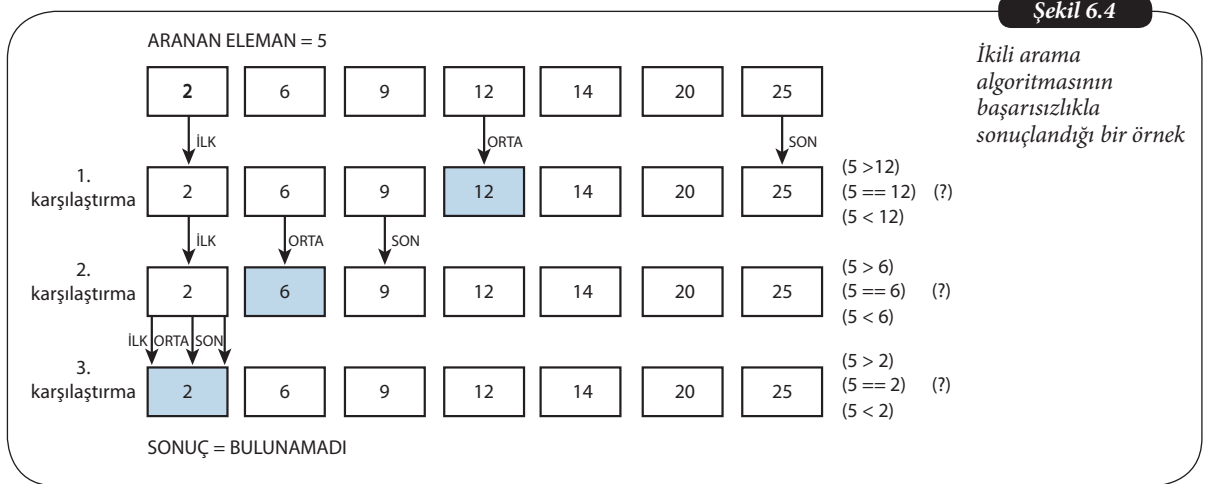 Şekil 6.4
İkili arama
algoritmasının
başarısızlıkla
sonuçlandığı bir örnek
ARANAN ELEMAN = 5
2 6 9 12 14 20 25
İLK ORTA SON
1.
karşılaştırma
2 6 9 12 14 20 25
(5 >12)
(5 == 12) (?)
(5 < 12)
İLK ORTA SON
2.
karşılaştırma
2 6 9 12 14 20 25
(5 > 6)
(5 == 6) (?)
(5 < 6)
İLK ORTA SON
3.
karşılaştırma
2 6 9 12 14 20 25
(5 > 2)
(5 == 2) (?)
(5 < 2)
SONUÇ = BULUNAMADI